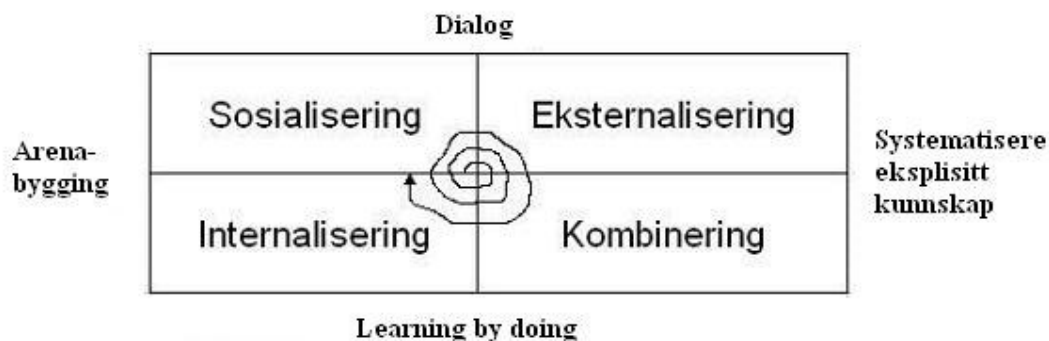 Dialog
Sosialisering
Eksternalisering
Arena-
bygging
Systematisere
eksplisitt
kunnskap
Internalisering
Kombinering
Learning by doing